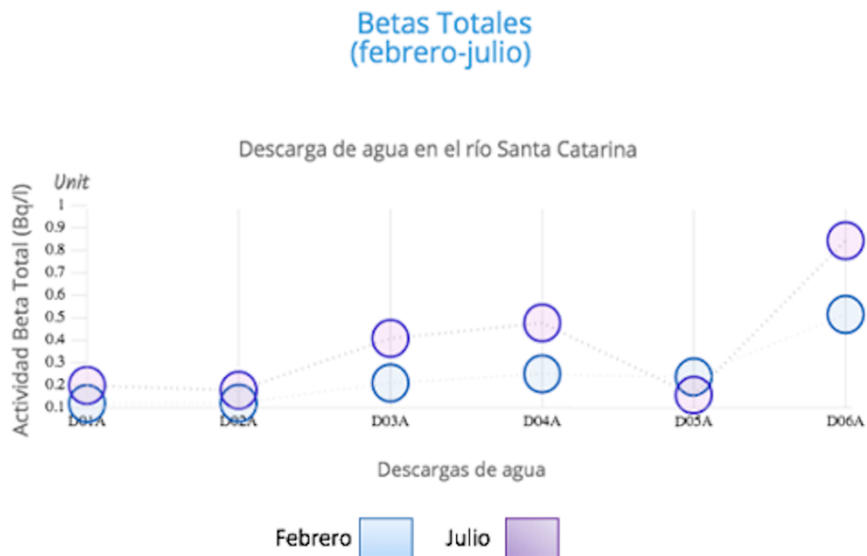 Betas Totales
(febrero-julio)
Descarga de agua en el río Santa Catarina
Unit
Actividad Beta Total (Bq/l)
1
0.9
0.8
0.7
0.6
0.5
0.4
0.3
0.2
0.1
D01A D02A D03A D04A D05A D06A
Descargas de agua
Febrero Julio